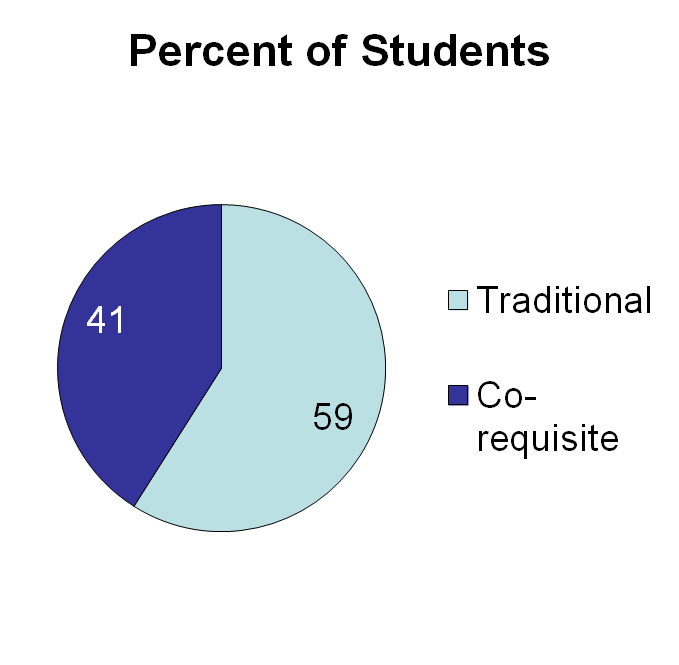 Percent of Students
41
59
Traditional
Co-
requisite